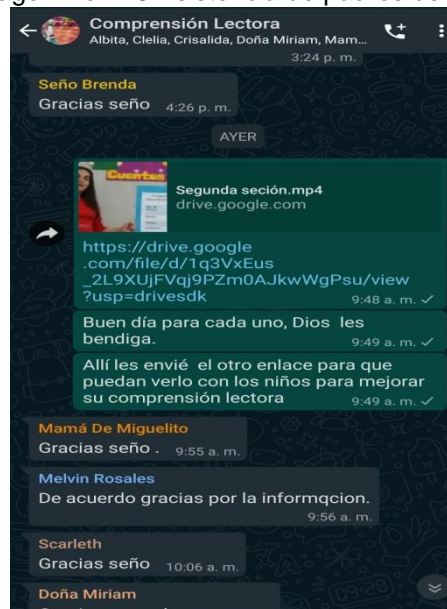 Comprensión Lectora
Albita, Clelia, Crisalida, Doña Miriam, Mam...
3:24 p. m.
Seño Brenda
Gracias seño 4:26 p. m.
AYER
Cuentos
Segunda seción.mp4
drive.google.com
https://drive.google
.com/file/d/1q3VxEus
_2L9XUjFVqj9PZm0AJkwWgPsu/view
?usp=drivesdk
9:48 a. m.
Buen día para cada uno, Dios les
bendiga.
9:49 a. m.
Allí les envié el otro enlace para que
puedan verlo con los niños para mejorar
su comprensión lectora
9:49 a. m.
Mamá De Miguelito
Gracias seño . 9:55 a. m.
Melvin Rosales
De acuerdo gracias por la informqcion.
9:56 a. m.
Scarleth
Gracias seño 10:06 a. m.
Doña Miriam